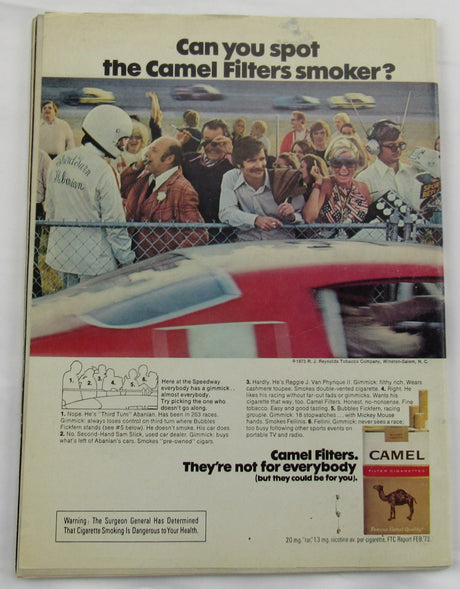 Can you spot
the Camel Filters smoker?
© 1973 R. J. Reynolds Tobacco Company, Winston-Salem, N. C.
1. 2. 3. 4. 5. 6.
Here at the Speedway
everybody has a gimmick...
almost everybody.
Try picking the one who
doesn't go along.
1. Nope. He's "Third Turn" Abanian. Has been in 263 races.
Gimmick: always loses control on third turn where Bubbles
Fickfern stands (see #5 below). He doesn't smoke. His car does.
2. No. Second-Hand Sam Slick, used car dealer. Gimmick: buys
what's left of Abanian's cars. Smokes "pre-owned" cigars.
3. Hardly. He's Reggie J. Van Phynque II. Gimmick: filthy rich. Wears
cashmere toupee. Smokes double-vented cigarette. 4. Right. He
likes his racing without far-out fads or gimmicks. Wants his
cigarette that way, too. Camel Filters. Honest, no-nonsense. Fine
tobacco. Easy and good tasting. 5. Bubbles Fickfern, racing
groupie. Gimmick: 18 stopwatches ... with Mickey Mouse
hands. Smokes Fellinis. 6. Fellini. Gimmick: never sees a race;
too busy following other sports events on
portable TV and radio.
Camel Filters.
They're not for everybody
(but they could be for you).
CAMEL
FILTER CIGARETTES
Famous Camel Quality!
Warning: The Surgeon General Has Determined
That Cigarette Smoking Is Dangerous to Your Health.
20 mg. "tar," 1.3 mg. nicotine av. per cigarette, FTC Report FEB.'73.